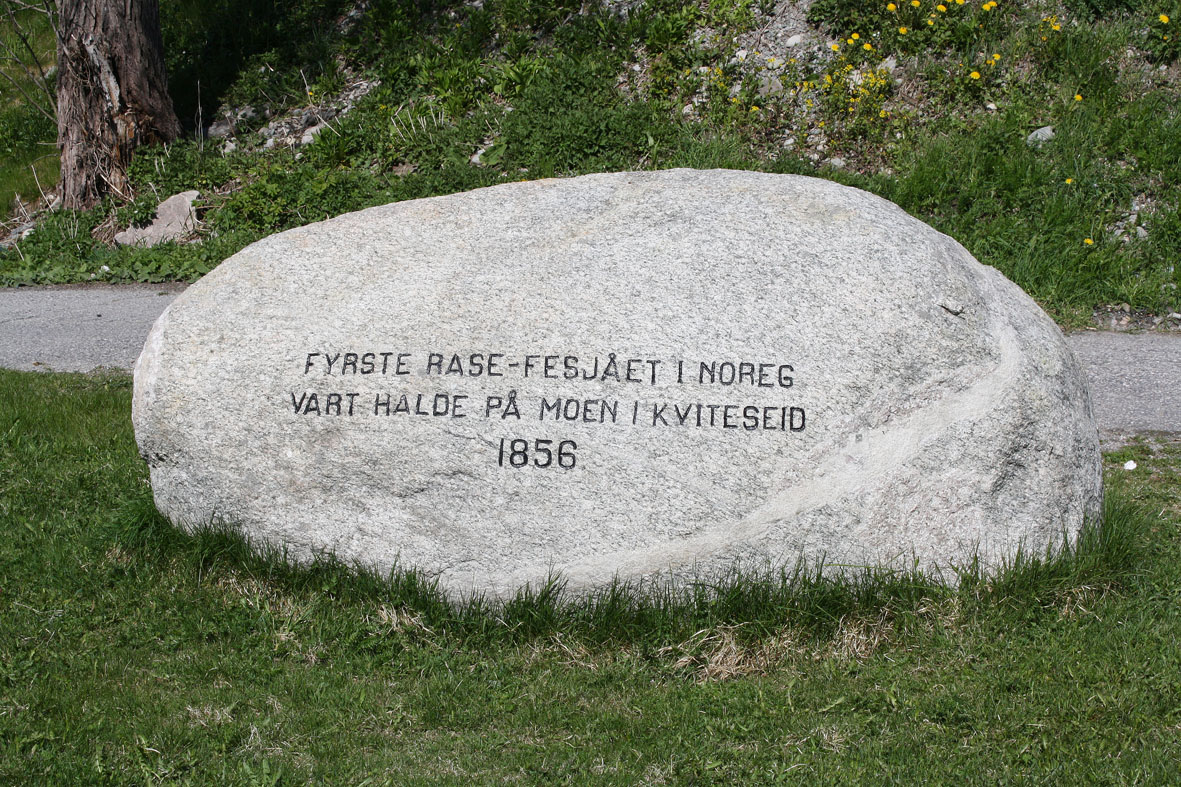 FYRSTE RASE-FESJÅET I NOREG
VART HALDE PÅ MOEN I KVITESEID
1856